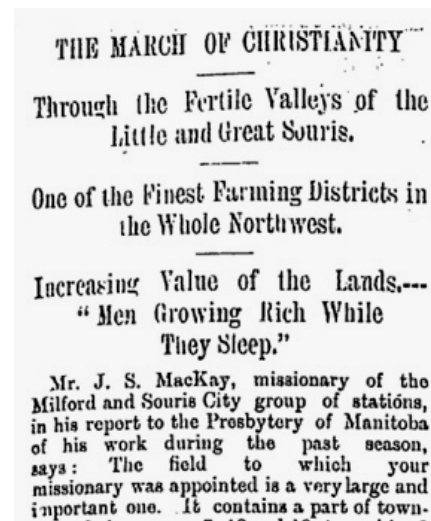 THE MARCH OF CHRISTIANITY
Through the Fertile Valleys of the
Little and Great Souris.
One of the Finest Farming Districts in
the Whole Northwest.
Increasing Value of the Lands.---
"Men Growing Rich While
They Sleep."
Mr. J. S. MacKay, missionary of the
Milford and Souris City group of stations,
in his report to the Presbytery of Manitoba
of his work during the past season,
says: The field to which your
missionary was appointed is a very large and
important one. It contains a part of town-